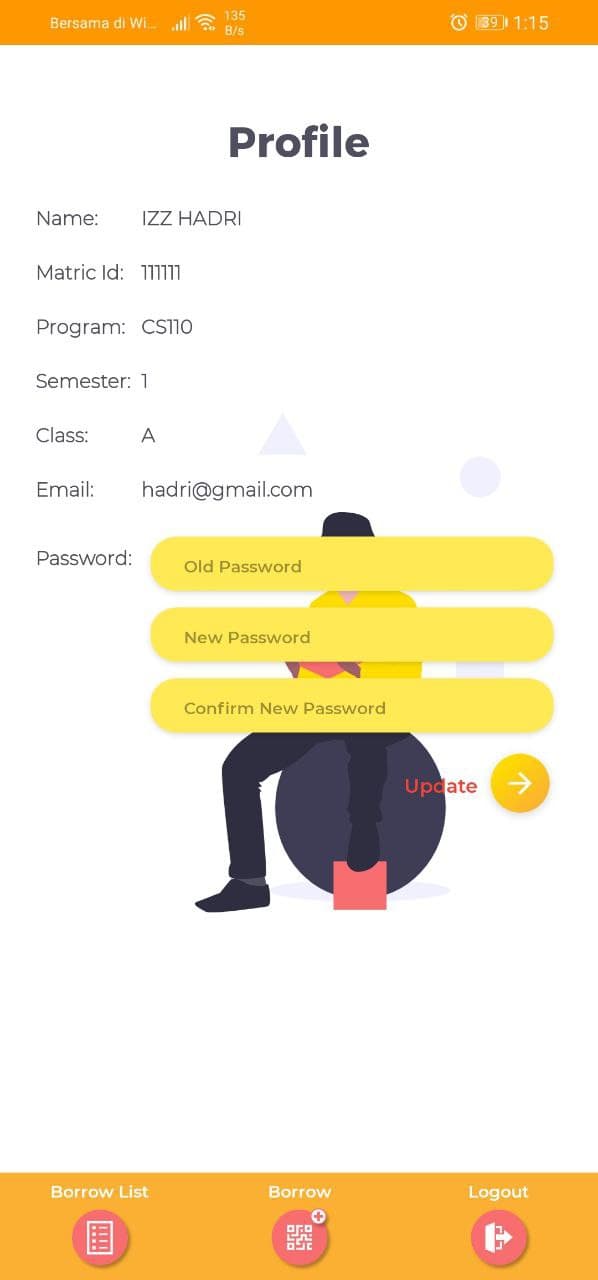 Bersama di Wi...
135
B/s
39
1:15
Profile
Name: IZZ HADRI
Matric Id: 111111
Program: CS110
Semester: 1
Class: A
Email: hadri@gmail.com
Password:
Old Password
New Password
Confirm New Password
Update
Borrow List
Borrow
Logout